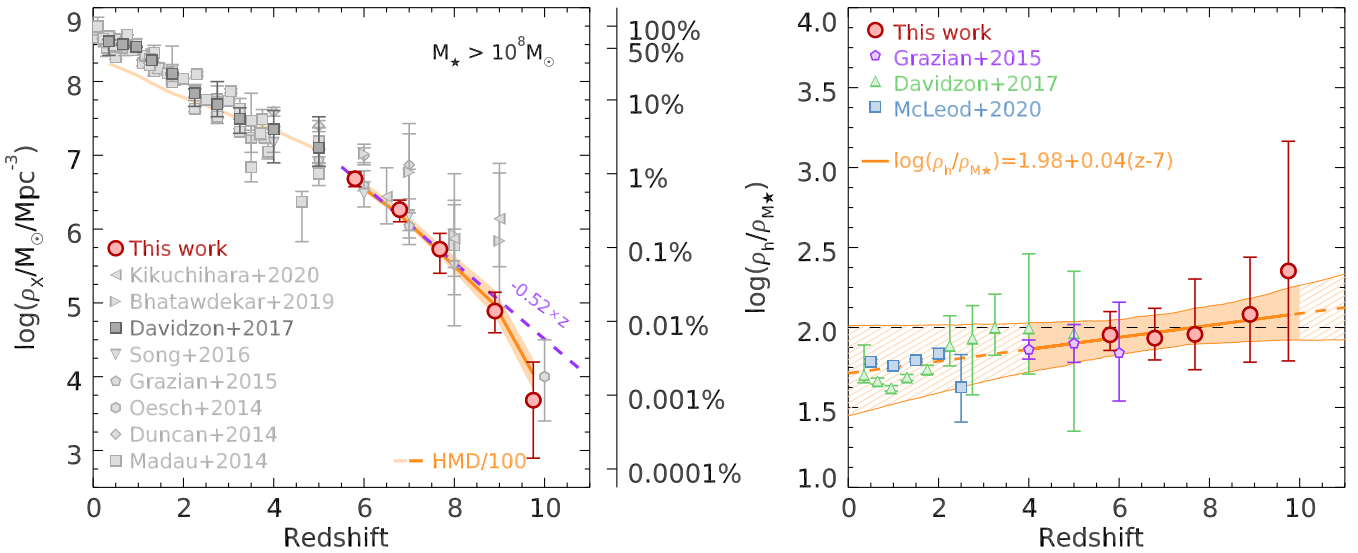 9
8
7
6
5
4
3
log(ρX/M☉/Mpc⁻³)
M★ > 10⁸M☉
-0.52×z
This work
Kikuchihara+2020
Bhatawdekar+2019
Davidzon+2017
Song+2016
Grazian+2015
Oesch+2014
Duncan+2014
Madau+2014
HMD/100
0 2 4 6 8 10
Redshift
100%
50%
10%
1%
0.1%
0.01%
0.001%
0.0001%
4.0
3.5
3.0
2.5
2.0
1.5
1.0
log(ρh/ρM★)
This work
Grazian+2015
Davidzon+2017
McLeod+2020
log(ρh/ρM★)=1.98+0.04(z-7)
0 2 4 6 8 10
Redshift